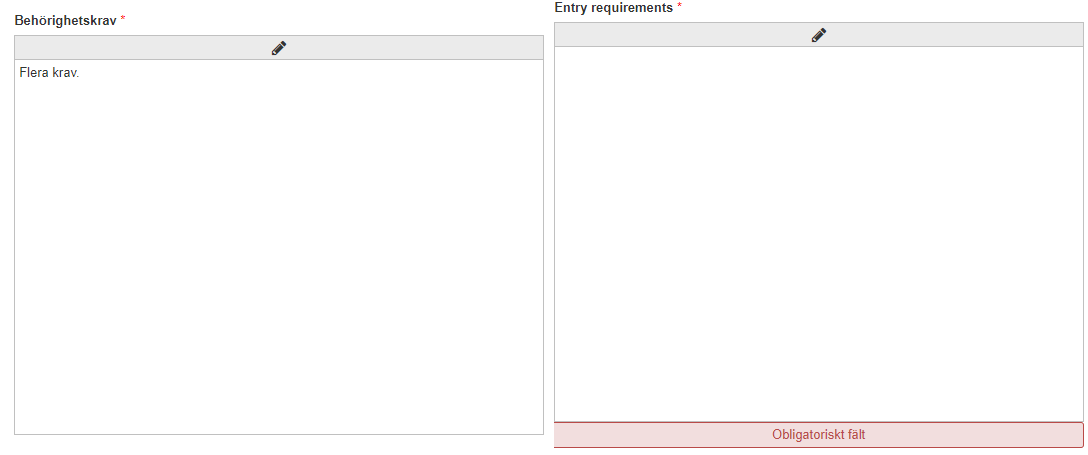 Behörighetskrav *
Flera krav.
Entry requirements *
Obligatoriskt fält